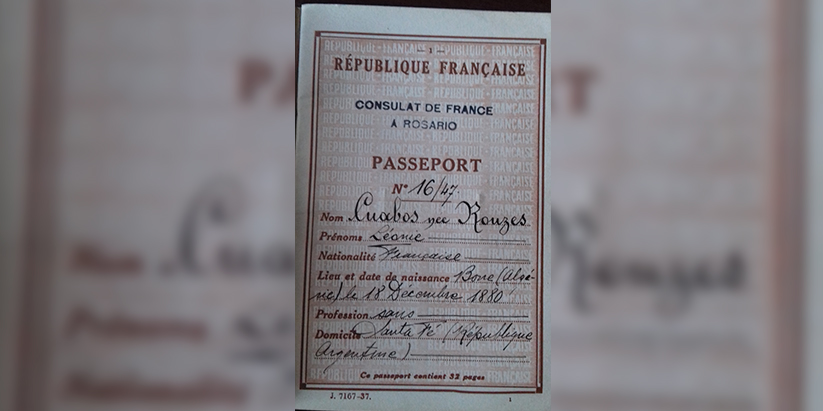 — 1 —
RÉPUBLIQUE FRANÇAISE
CONSULAT DE FRANCE
A ROSARIO
PASSEPORT
N° 16/47.
Nom Cuabos née Rouzes
Prénoms Léonie
Nationalité Française
Lieu et date de naissance Bone (Algé-
rie) le 18 Décembre 1880
Profession sans
Domicile Santa Fé (République
Argentine)
Ce passeport contient 32 pages
J. 7167-37. 1